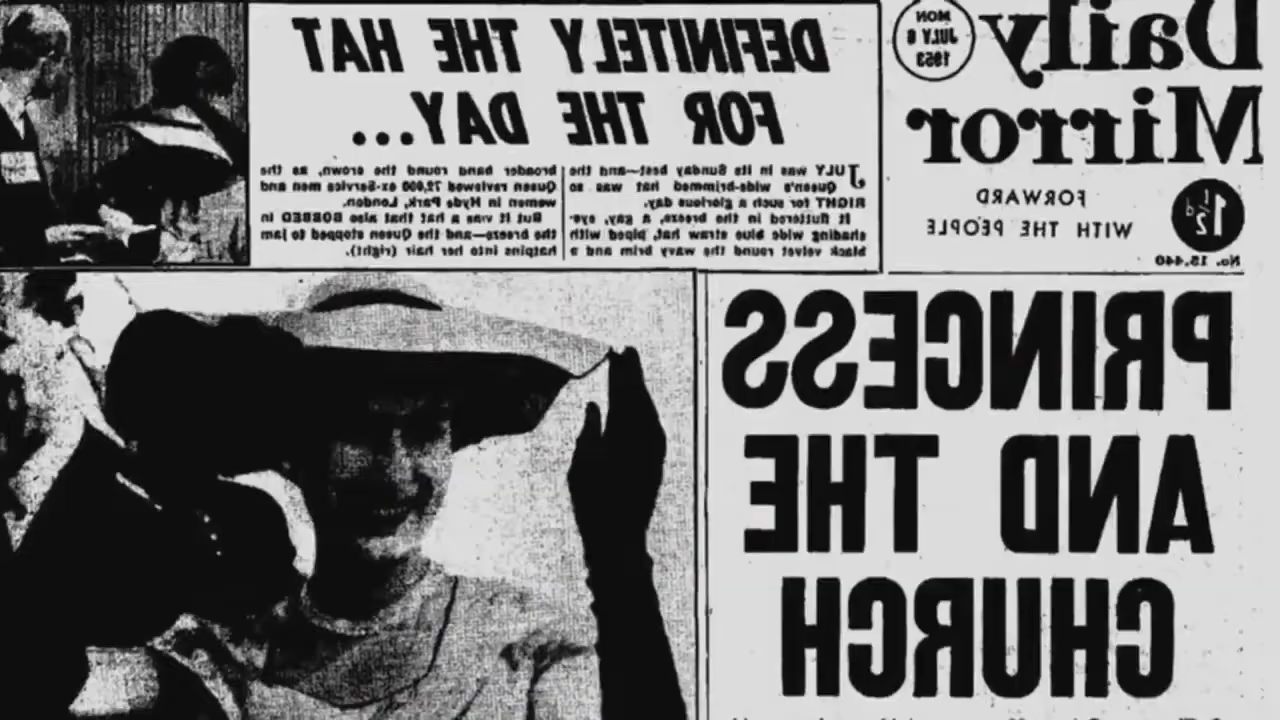 Daily
Mirror
MON
JULY 6
1953
FORWARD
WITH THE PEOPLE
1½d
No. 15,440
DEFINITELY THE HAT
FOR THE DAY...
JULY was in its Sunday best—and the
Queen's wide-brimmed hat was so
RIGHT for such a glorious day.
It fluttered in the breeze, a gay, eye-
shading wide blue straw hat, piped with
black velvet round the wavy brim and a
broader band round the crown, as the
Queen reviewed 72,000 ex-Service men and
women in Hyde Park, London.
But it was a hat that also BOBBED in
the breeze—and the Queen stopped to jam
hatpins into her hair (right).
PRINCESS
AND THE
CHURCH